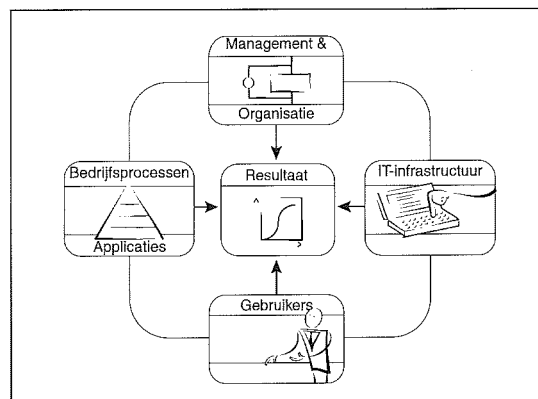 Management &
Organisatie
Bedrijfsprocessen
Applicaties
Resultaat
IT-infrastructuur
Gebruikers